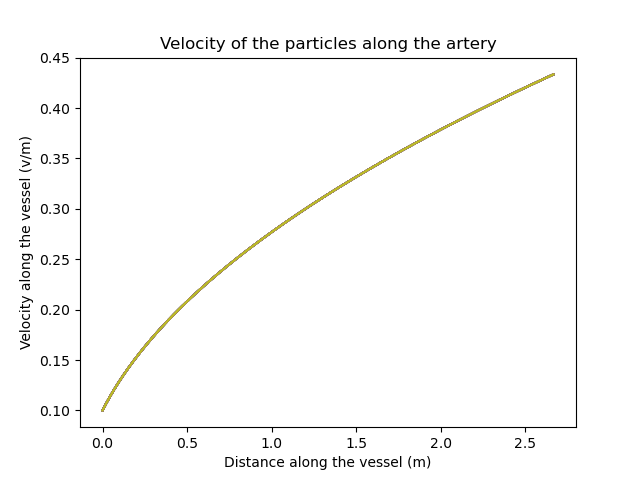 Velocity of the particles along the artery
Velocity along the vessel (v/m)
0.45
0.40
0.35
0.30
0.25
0.20
0.15
0.10
0.0 0.5 1.0 1.5 2.0 2.5
Distance along the vessel (m)